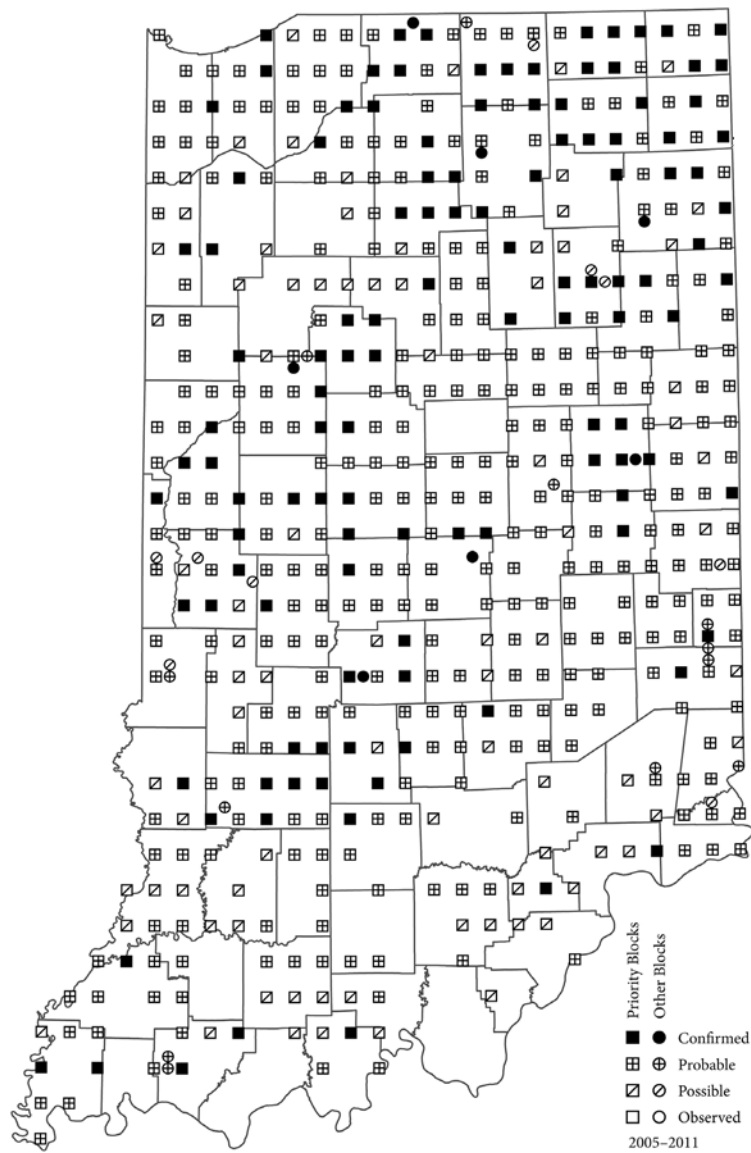 Priority Blocks
Other Blocks
Confirmed
Probable
Possible
Observed
2005–2011